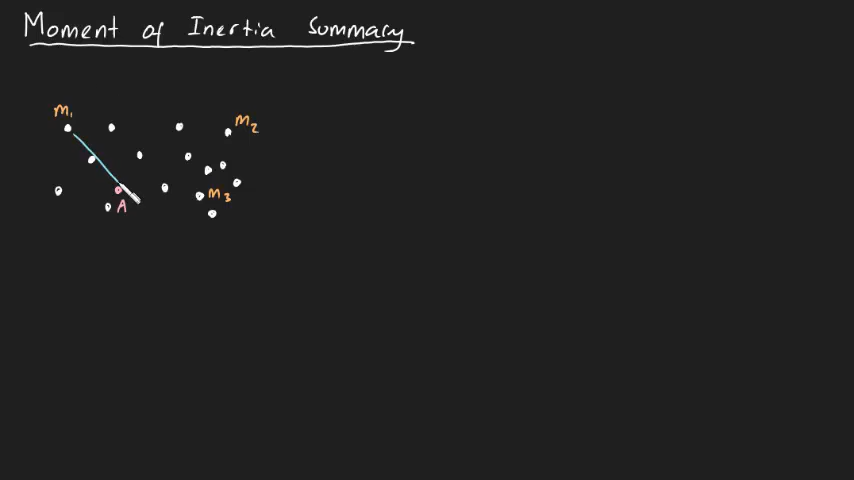 Moment of Inertia Summary
m₁
m₂
m₃
A